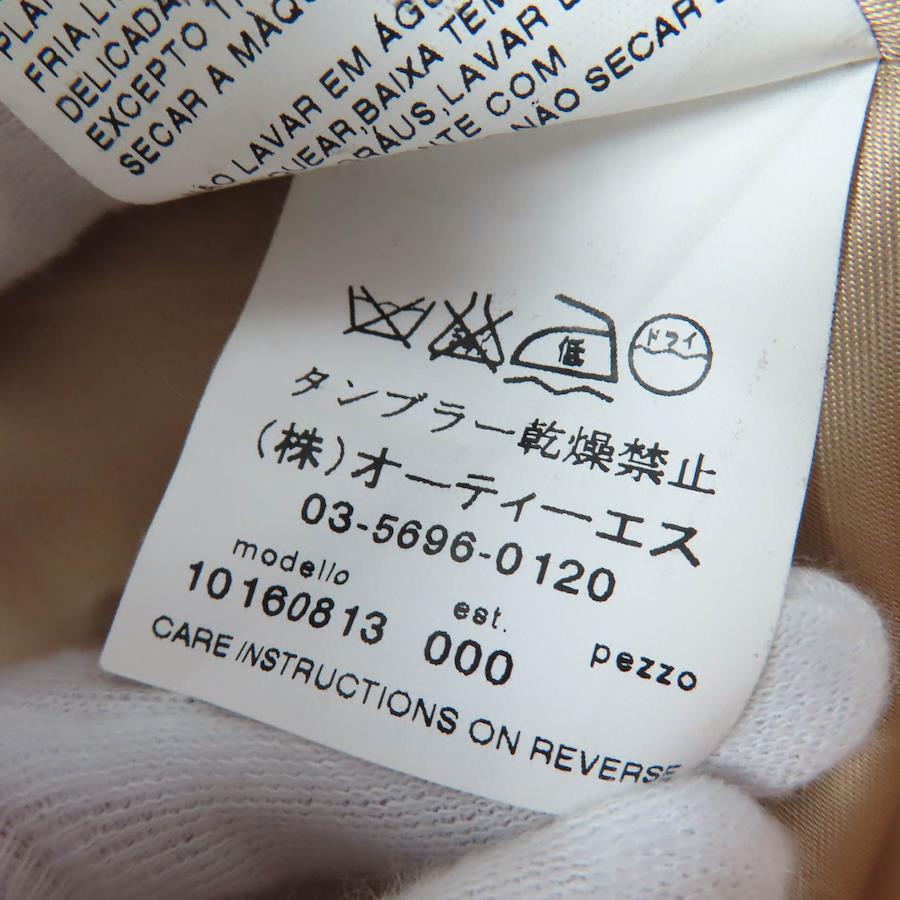 FRIA,
DELICADA,
EXCEPTO
SECAR A MÀQU
LAVAR EM ÁGU
BAIXA TEM
LAVAR
COM
NÃO SECAR
低 ドライ
タンブラー乾燥禁止
(株)オーティーエス
03-5696-0120
modello est. pezzo
10160813 000
CARE INSTRUCTIONS ON REVERSE